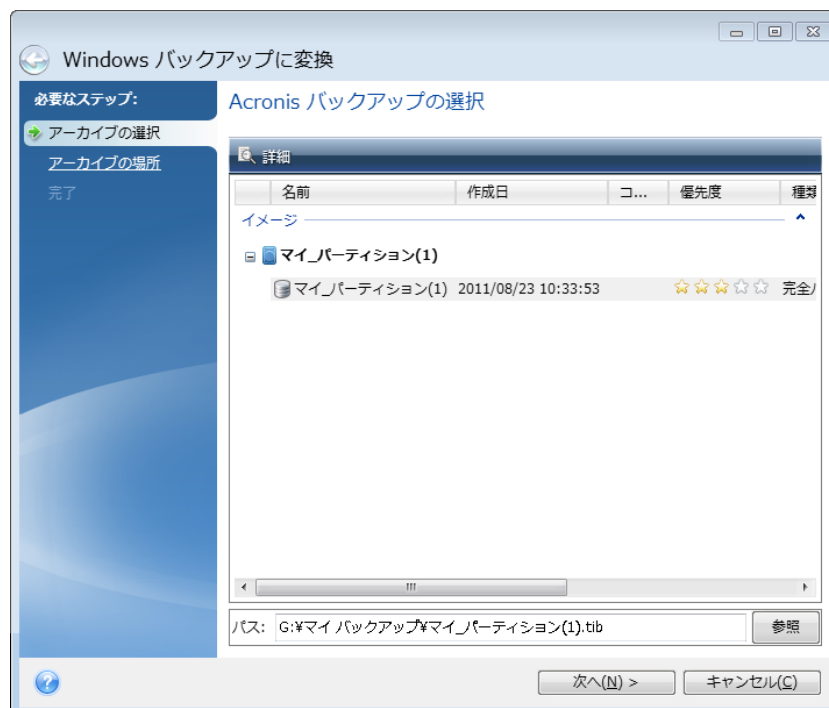 Windows バックアップに変換
必要なステップ:
アーカイブの選択
アーカイブの場所
完了
Acronis バックアップの選択
詳細
名前 作成日 コ... 優先度 種類
イメージ
マイ_パーティション(1)
マイ_パーティション(1) 2011/08/23 10:33:53 完全
パス: G:¥マイ バックアップ¥マイ_パーティション(1).tib 参照
次へ(N) > キャンセル(C)